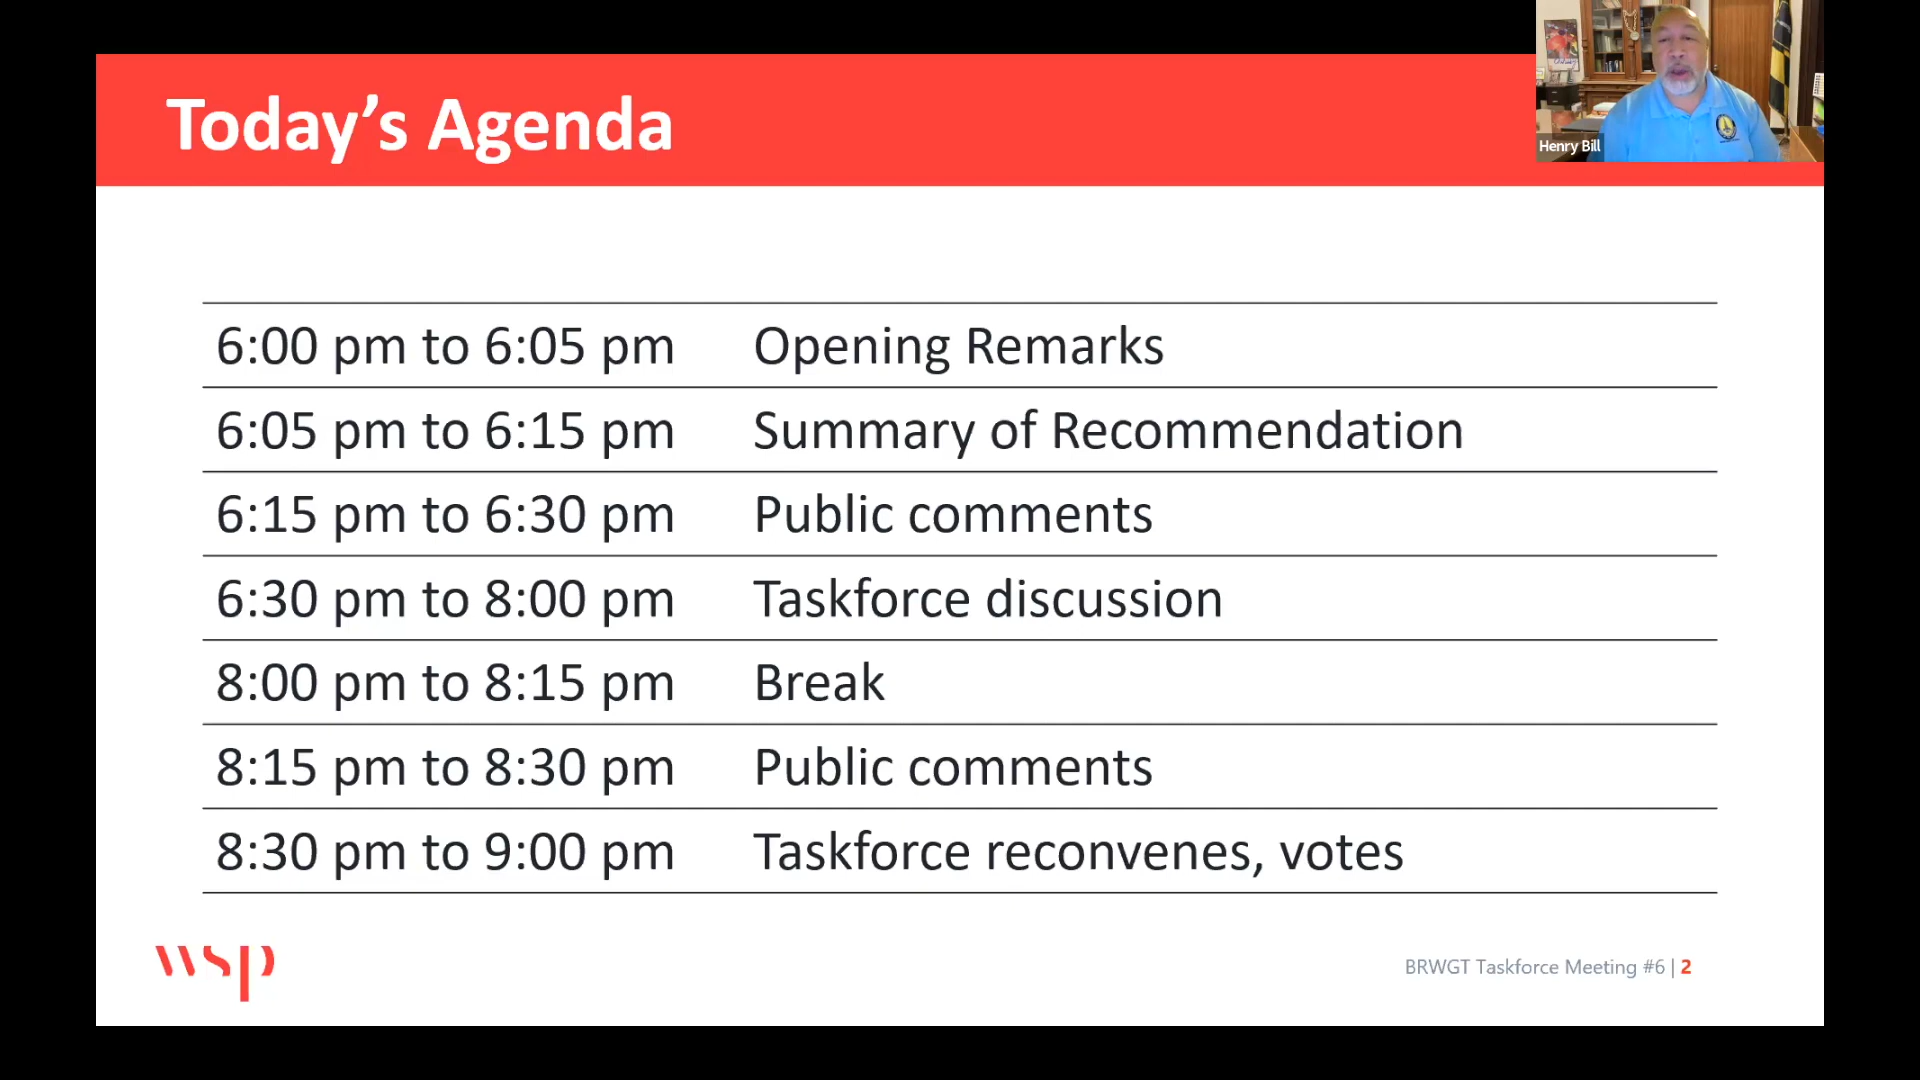 Today's Agenda
Henry Bill
6:00 pm to 6:05 pm Opening Remarks
6:05 pm to 6:15 pm Summary of Recommendation
6:15 pm to 6:30 pm Public comments
6:30 pm to 8:00 pm Taskforce discussion
8:00 pm to 8:15 pm Break
8:15 pm to 8:30 pm Public comments
8:30 pm to 9:00 pm Taskforce reconvenes, votes
wsp
BRWGT Taskforce Meeting #6 | 2